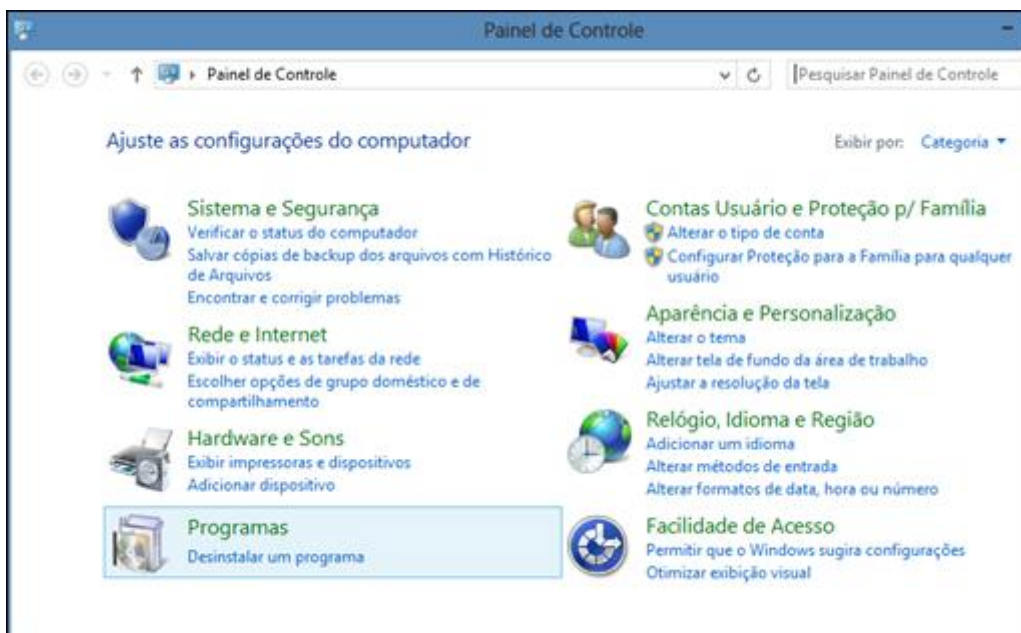 Painel de Controle
Painel de Controle
Pesquisar Painel de Controle
Ajuste as configurações do computador
Exibir por: Categoria
Sistema e Segurança
Verificar o status do computador
Salvar cópias de backup dos arquivos com Histórico
de Arquivos
Encontrar e corrigir problemas
Rede e Internet
Exibir o status e as tarefas da rede
Escolher opções de grupo doméstico e de
compartilhamento
Hardware e Sons
Exibir impressoras e dispositivos
Adicionar dispositivo
Programas
Desinstalar um programa
Contas Usuário e Proteção p/ Família
Alterar o tipo de conta
Configurar Proteção para a Família para qualquer
usuário
Aparência e Personalização
Alterar o tema
Alterar tela de fundo da área de trabalho
Ajustar a resolução da tela
Relógio, Idioma e Região
Adicionar um idioma
Alterar métodos de entrada
Alterar formatos de data, hora ou número
Facilidade de Acesso
Permitir que o Windows sugira configurações
Otimizar exibição visual